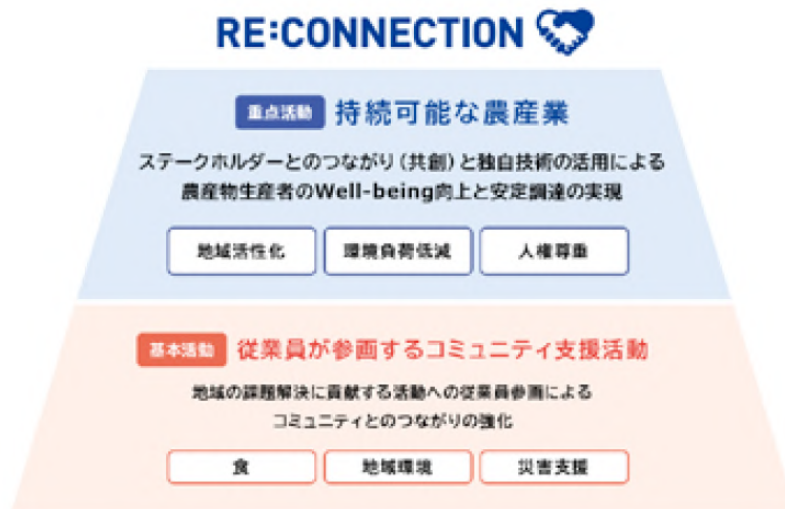 RE:CONNECTION
重点活動 持続可能な農産業
ステークホルダーとのつながり(共創)と独自技術の活用による
農産物生産者のWell-being向上と安定調達の実現
地域活性化 環境負荷低減 人権尊重
基本活動 従業員が参画するコミュニティ支援活動
地域の課題解決に貢献する活動への従業員参画による
コミュニティとのつながりの強化
食 地域環境 災害支援